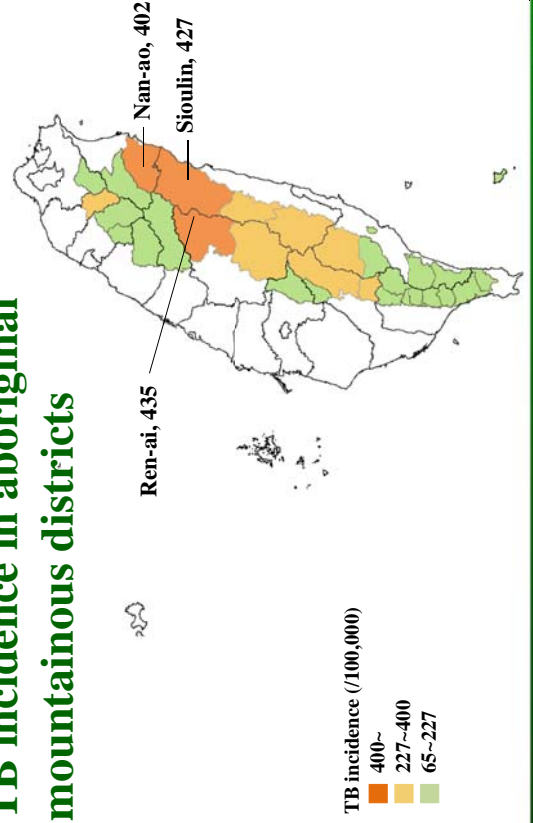 TB incidence in aboriginal
mountainous districts
Nan-ao, 402
Sioulin, 427
Ren-ai, 435
TB incidence (/100,000)
400~
227~400
65~227